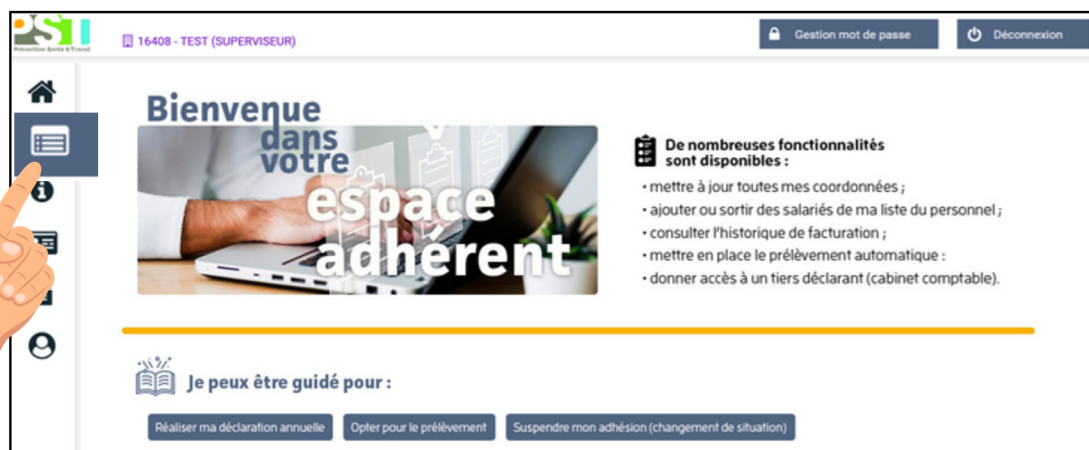 PSTI
Prévention Santé & Travail
16408 - TEST (SUPERVISEUR)
Gestion mot de passe
Déconnexion
Bienvenue
dans
votre
espace
adhérent
De nombreuses fonctionnalités
sont disponibles :
• mettre à jour toutes mes coordonnées ;
• ajouter ou sortir des salariés de ma liste du personnel ;
• consulter l'historique de facturation ;
• mettre en place le prélèvement automatique :
• donner accès à un tiers déclarant (cabinet comptable).
Je peux être guidé pour :
Réaliser ma déclaration annuelle
Opter pour le prélèvement
Suspendre mon adhésion (changement de situation)